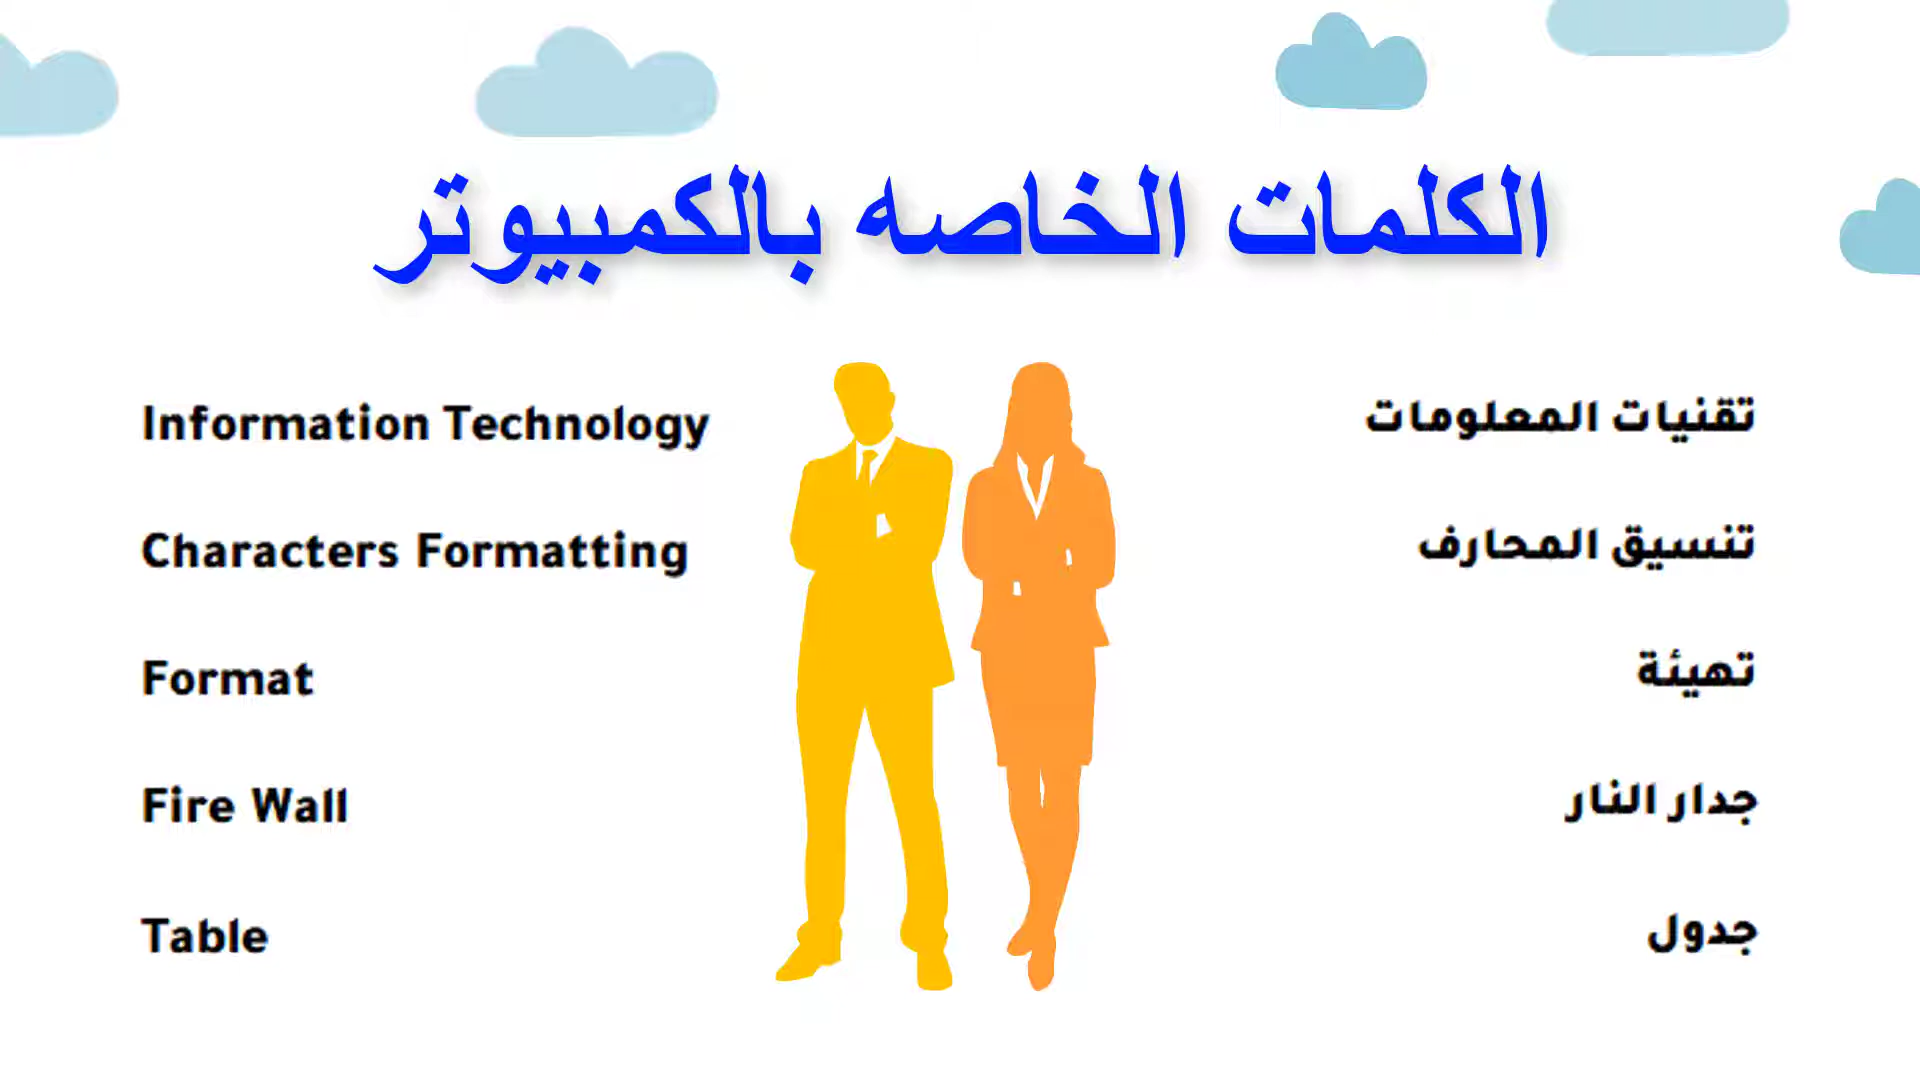 الكلمات الخاصه بالكمبيوتر
Information Technology تقنيات المعلومات
Characters Formatting تنسيق المحارف
Format تهيئة
Fire Wall جدار النار
Table جدول